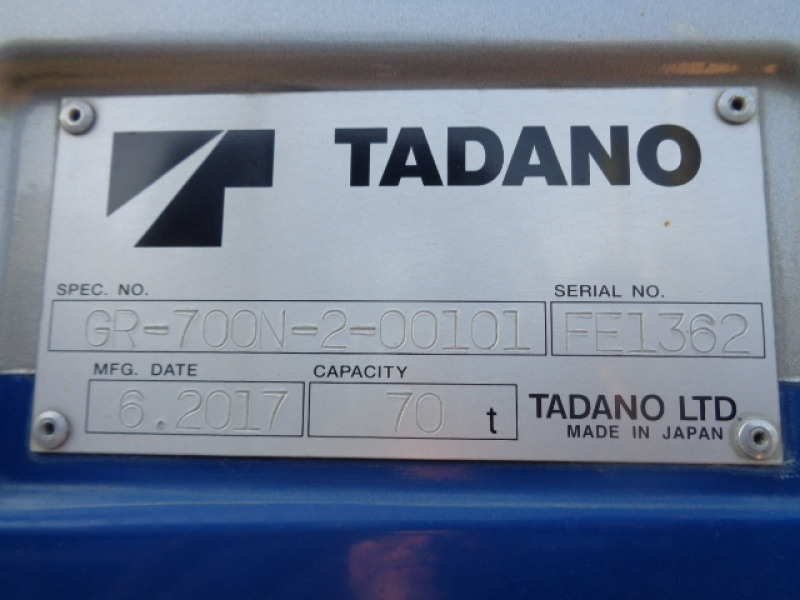 TADANO
SPEC. NO. SERIAL NO.
GR-700N-2-00101 FE1362
MFG. DATE CAPACITY
6.2017 70 t TADANO LTD.
MADE IN JAPAN